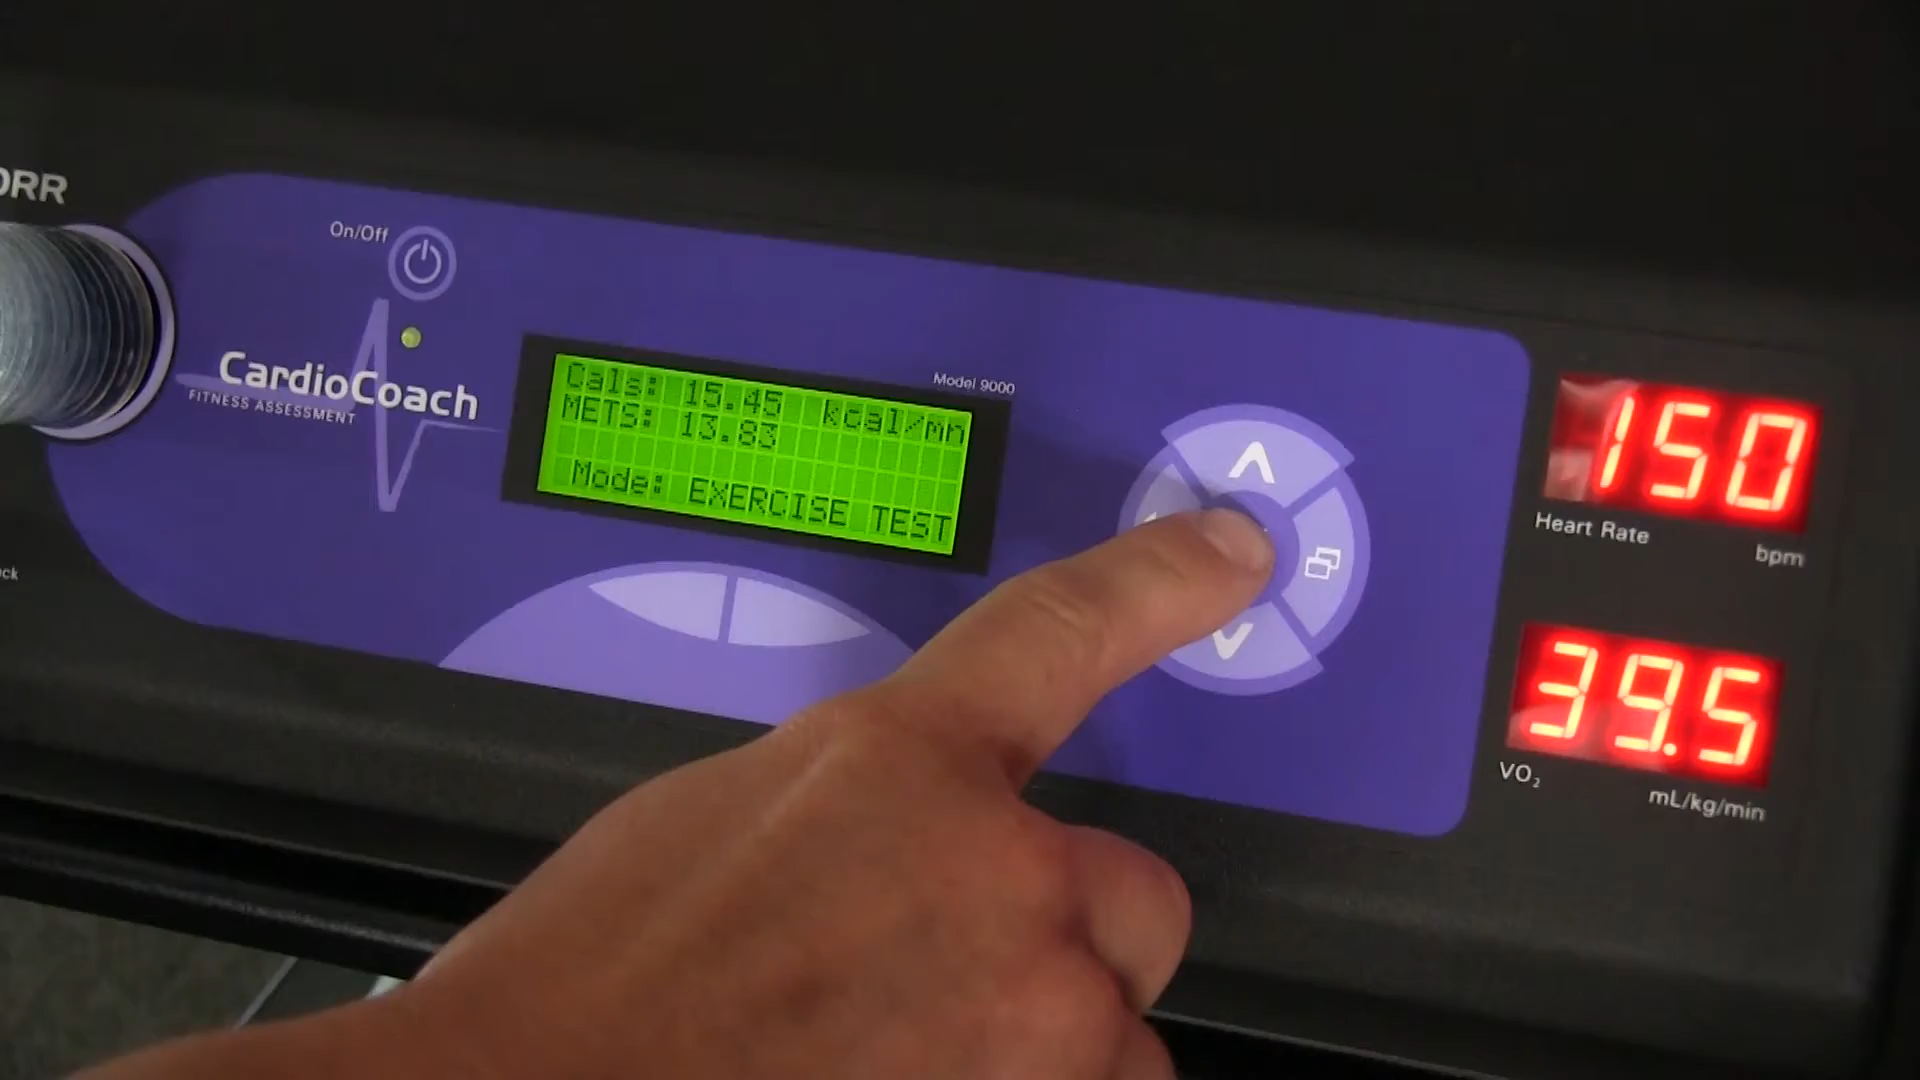 ORR
On/Off
CardioCoach
FITNESS ASSESSMENT
Model 9000
Cals: 15.45 kcal/mn
METS: 13.83
Mode: EXERCISE TEST
150
Heart Rate
bpm
39.5
VO₂
mL/kg/min